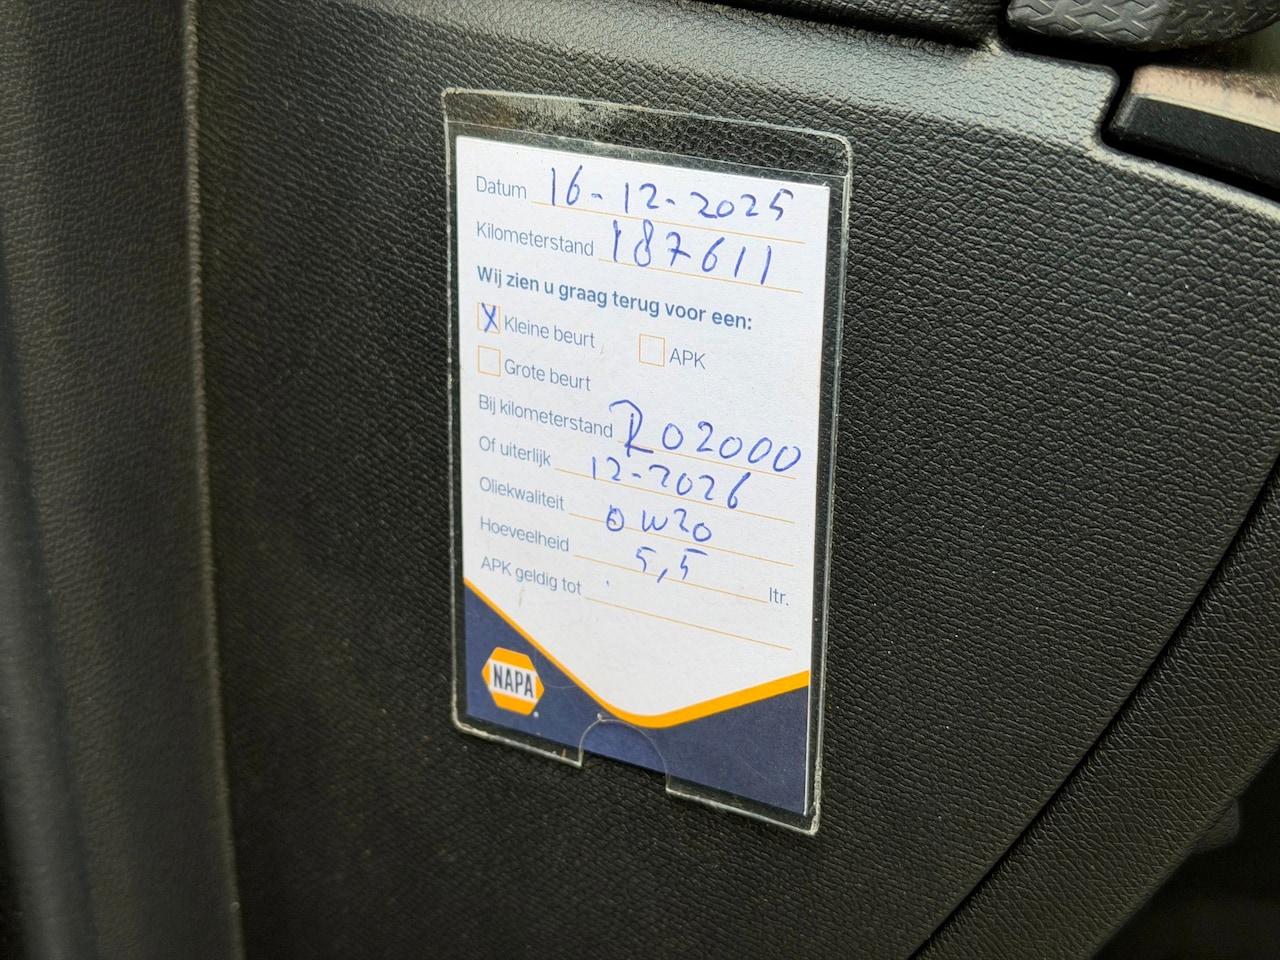 Datum 16-12-2025
Kilometerstand 187611
Wij zien u graag terug voor een:
X Kleine beurt APK
Grote beurt
Bij kilometerstand 202000
Of uiterlijk 12-2026
Oliekwaliteit 0W20
Hoeveelheid 5,5 ltr.
APK geldig tot
NAPA